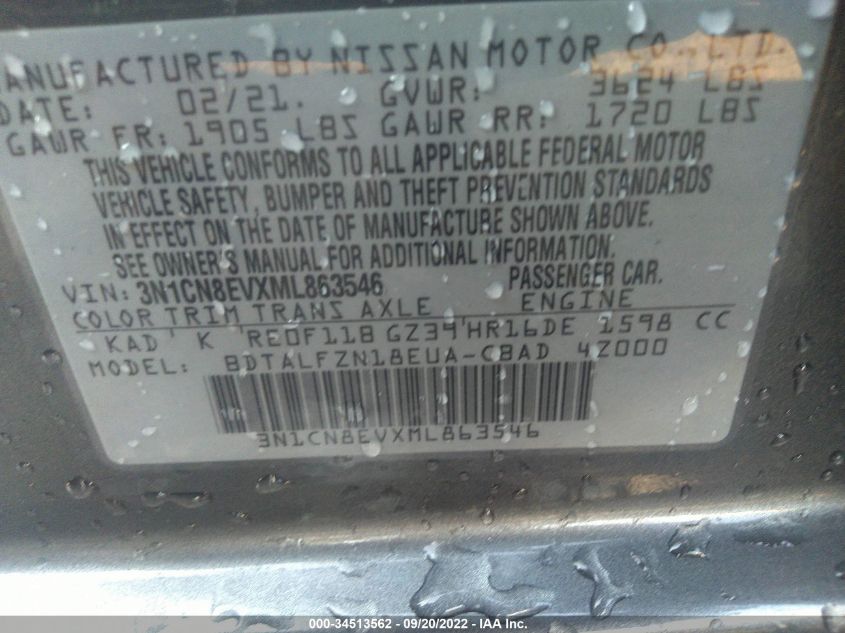 MANUFACTURED BY NISSAN MOTOR CO., LTD.
DATE: 02/21. GVWR: 3624 LBS
GAWR FR: 1905 LBS GAWR RR: 1720 LBS
THIS VEHICLE CONFORMS TO ALL APPLICABLE FEDERAL MOTOR
VEHICLE SAFETY, BUMPER AND THEFT PREVENTION STANDARDS
IN EFFECT ON THE DATE OF MANUFACTURE SHOWN ABOVE.
SEE OWNER'S MANUAL FOR ADDITIONAL INFORMATION.
VIN: 3N1CN8EVXML863546 PASSENGER CAR.
COLOR TRIM TRANS AXLE ENGINE
KAD' K 'RE0F11B GZ39'HR16DE 1598 CC
MODEL: BDTALFZN18EUA-CBAD 4Z000
3N1CN8EVXML863546
000-34513562 - 09/20/2022 - IAA Inc.